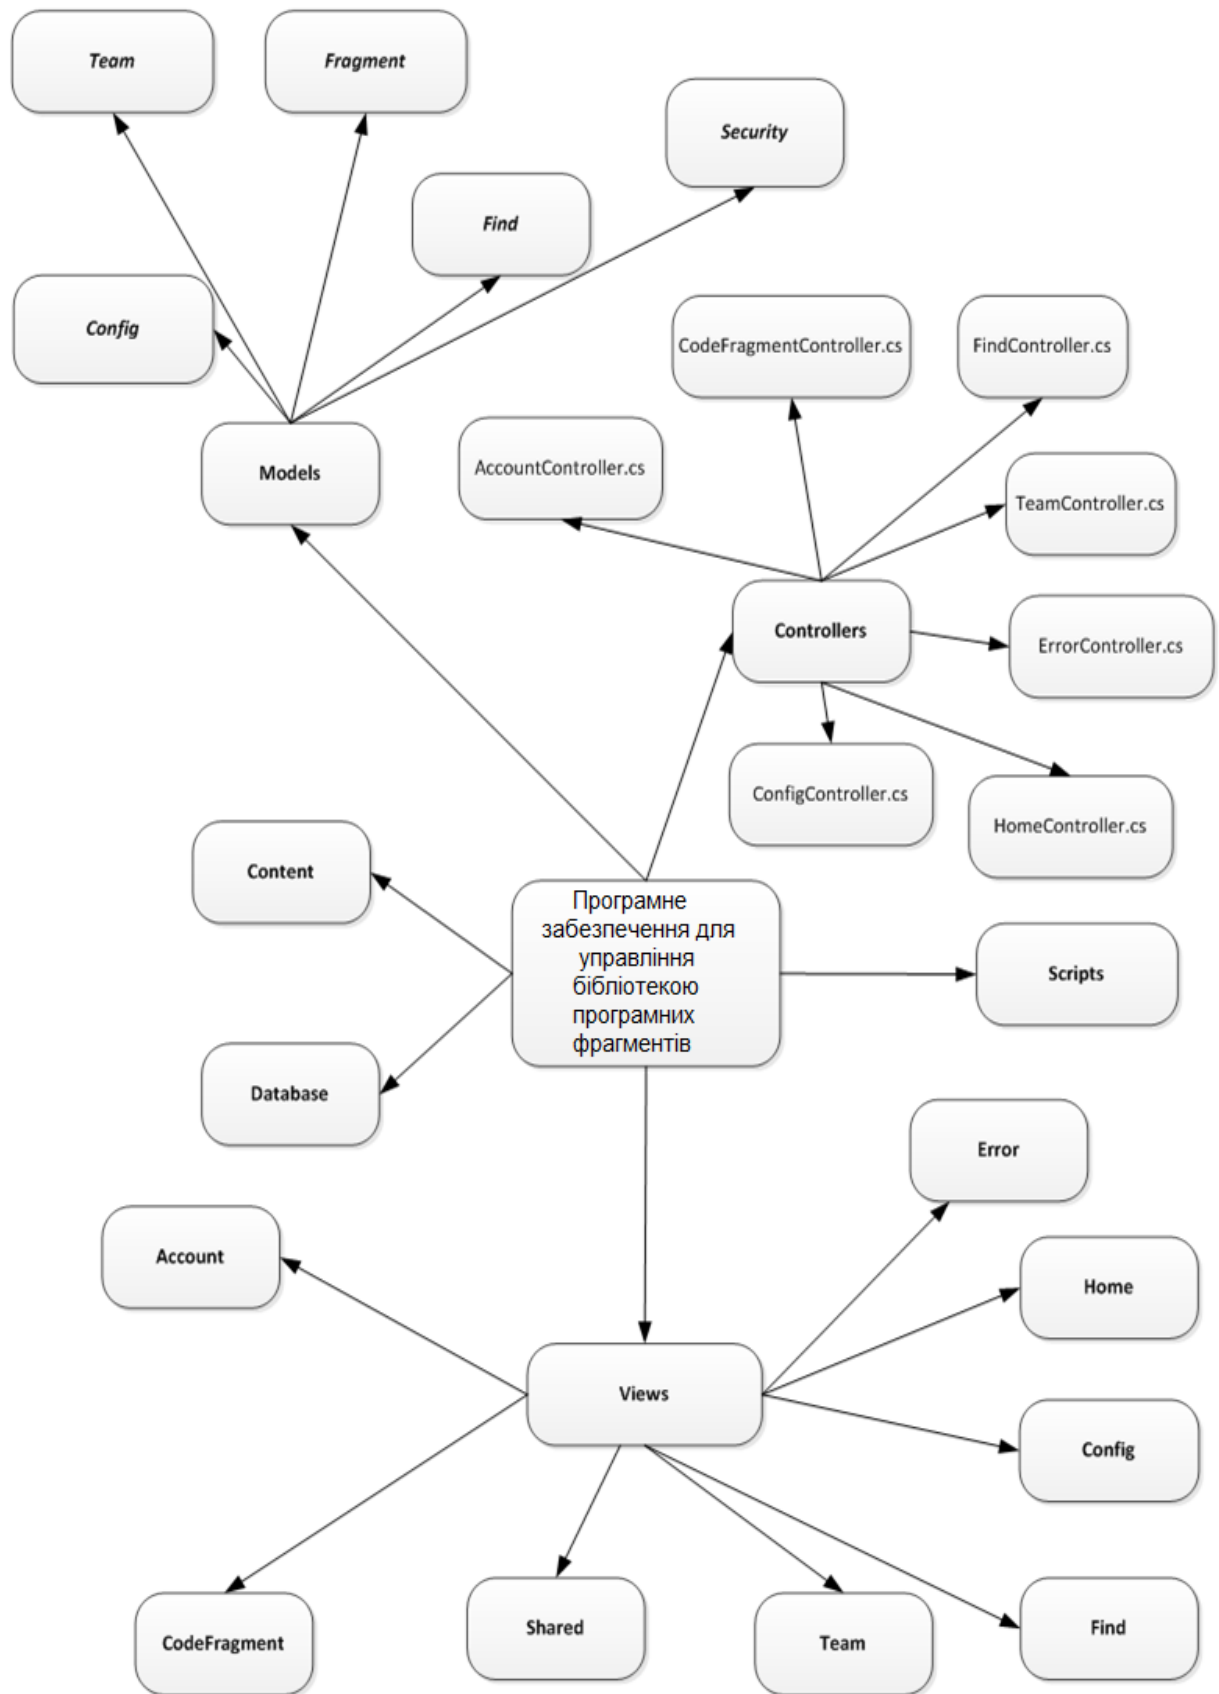 Team
Fragment
Security
Find
Config
CodeFragmentController.cs
FindController.cs
Models
AccountController.cs
TeamController.cs
Controllers
ErrorController.cs
ConfigController.cs
HomeController.cs
Content
Програмне
забезпечення для
управління
бібліотекою
програмних
фрагментів
Scripts
Database
Error
Account
Home
Views
Config
CodeFragment
Shared
Team
Find